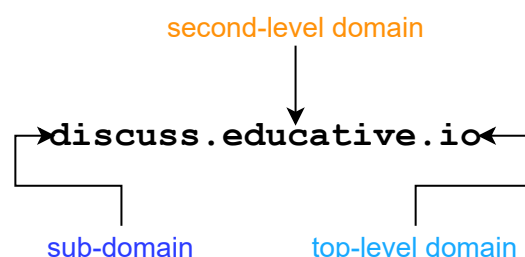 second-level domain
discuss.educative.io
sub-domain
top-level domain